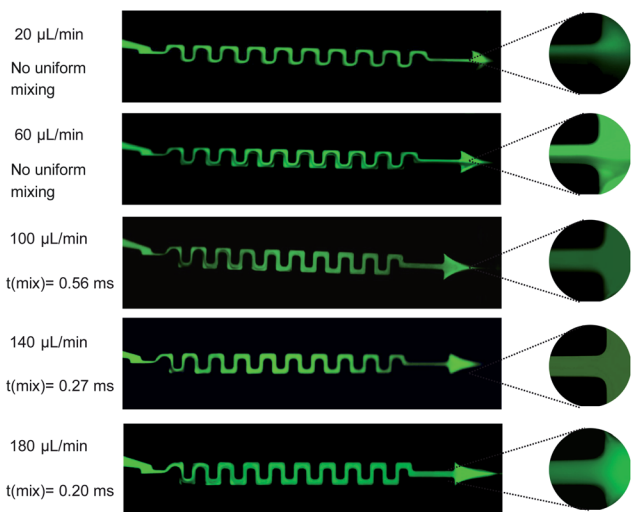 20 µL/min
No uniform
mixing
60 µL/min
No uniform
mixing
100 µL/min
t(mix)= 0.56 ms
140 µL/min
t(mix)= 0.27 ms
180 µL/min
t(mix)= 0.20 ms